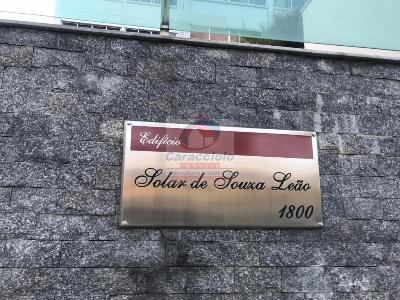 Edifício
Caracciolo
Solar de Souza Leão
1800